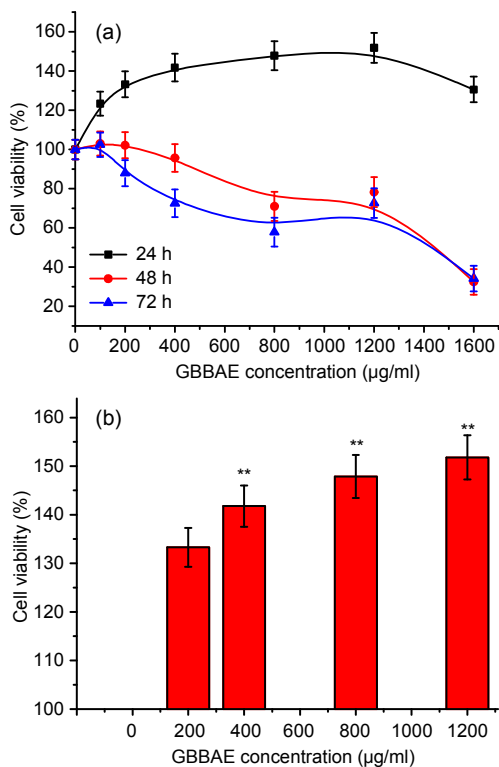 (a)
160
140
120
100
80
60
40
20
Cell viability (%)
24 h
48 h
72 h
0 200 400 600 800 1000 1200 1400 1600
GBBAE concentration (μg/ml)
(b)
160
150
140
130
120
110
100
Cell viability (%)
** ** **
0 200 400 600 800 1000 1200
GBBAE concentration (μg/ml)